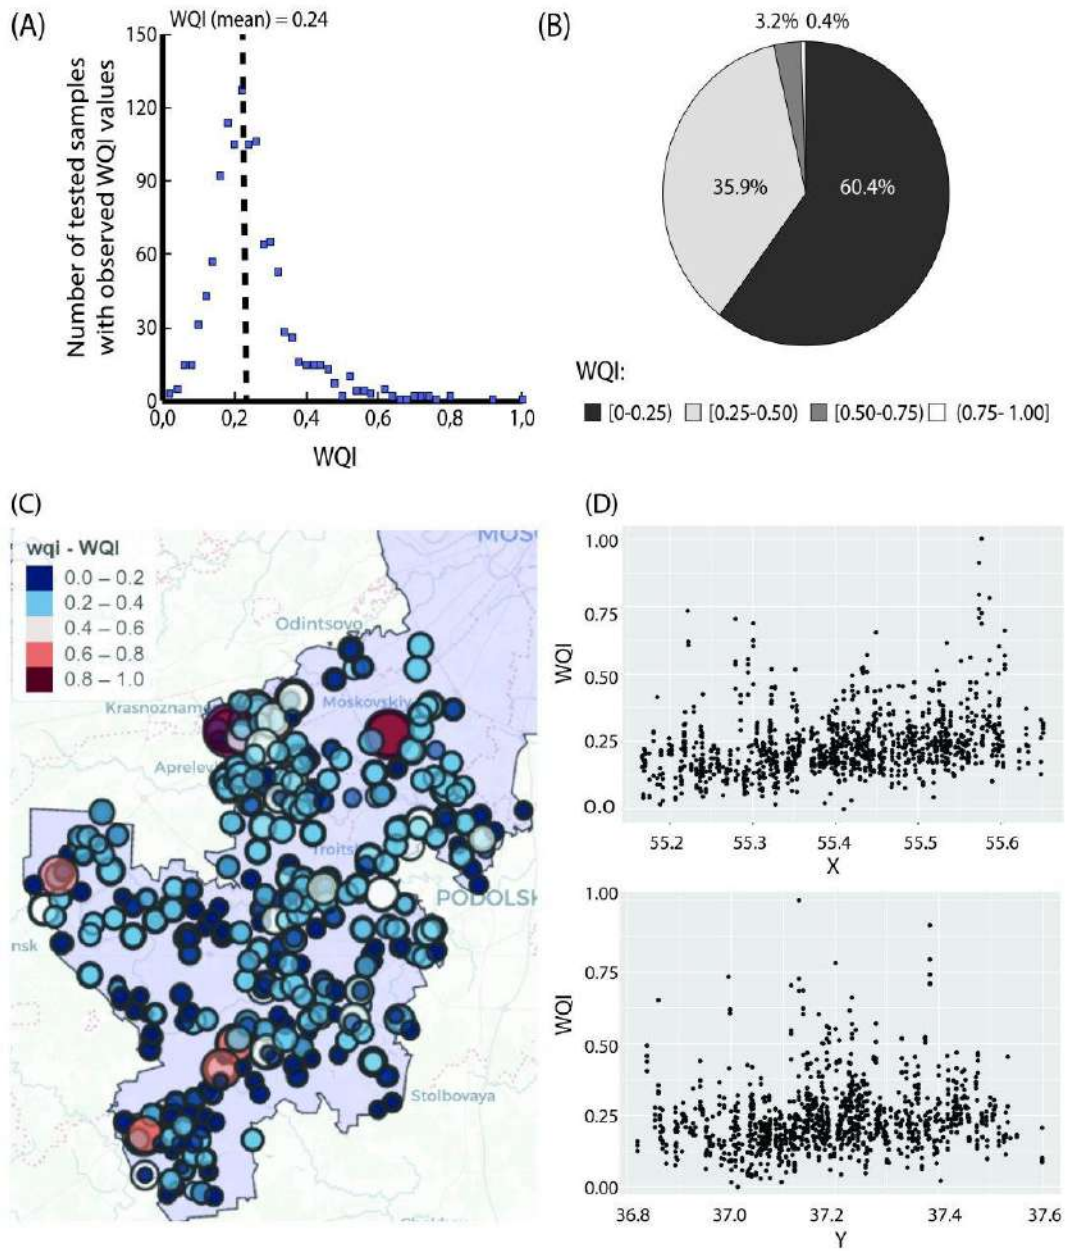 (A)
WQI (mean) = 0.24
Number of tested samples
with observed WQI values
150
120
90
60
30
0
0,0 0,2 0,4 0,6 0,8 1,0
WQI
(B)
3.2% 0.4%
35.9% 60.4%
WQI:
[0-0.25) [0.25-0.50) [0.50-0.75) (0.75- 1.00]
(C)
wqi - WQI
0.0 – 0.2
0.2 – 0.4
0.4 – 0.6
0.6 – 0.8
0.8 – 1.0
Odintsovo
Moskovskiy
PODOLSK
Stolbovaya
(D)
WQI
1.00
0.75
0.50
0.25
0.0
55.2 55.3 55.4 55.5 55.6
X
WQI
1.00
0.75
0.50
0.25
0.00
36.8 37.0 37.2 37.4 37.6
Y